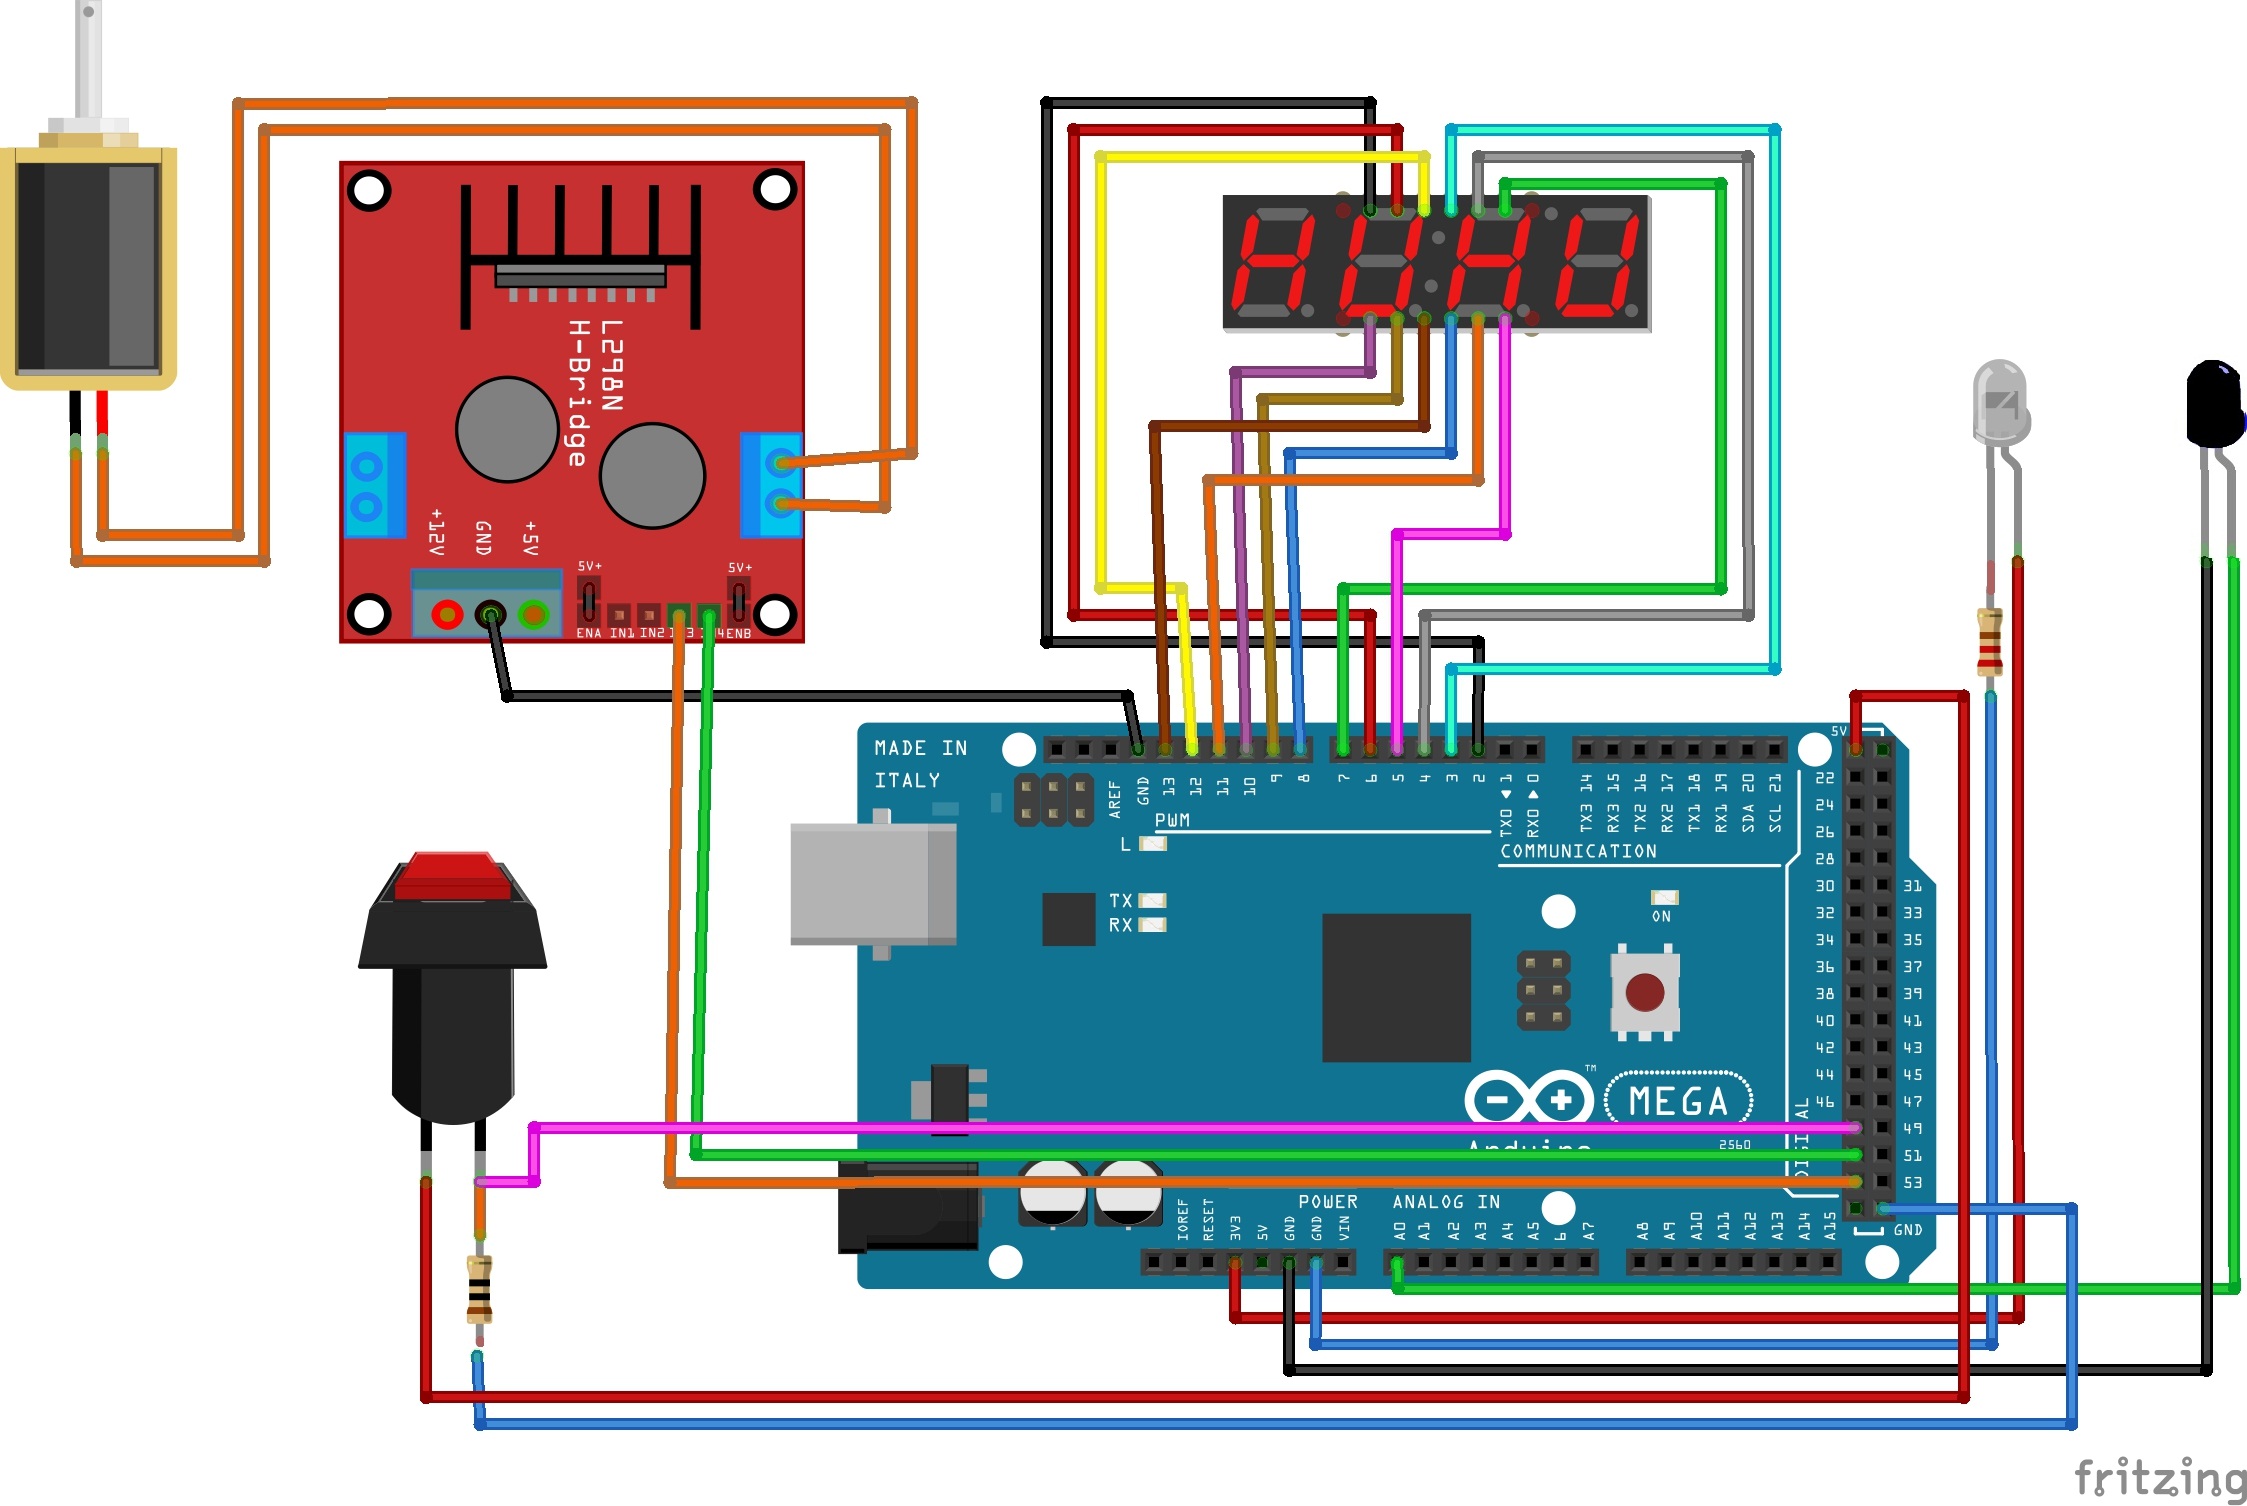 L298N
H-Bridge
+12V
GND
+5V
5V+
5V+
ENA
IN1
IN2
ENB
MADE IN
ITALY
AREF
GND
13
12
11
10
9
8
7
6
5
4
3
2
1
0
TX0
RX0
TX3 14
RX3 15
TX2 16
RX2 17
TX1 18
RX1 19
SDA 20
SCL 21
PWM
COMMUNICATION
L
TX
RX
ON
5V
22
24
26
28
30 31
32 33
34 35
36 37
38 39
40 41
42 43
44 45
46 47
49
51
53
GND
MEGA
TM
Arduino
2560
DIGITAL
POWER
ANALOG IN
IOREF
RESET
3V3
5V
GND
GND
VIN
A0
A1
A2
A3
A4
A5
6
A7
A8
A9
A10
A11
A12
A13
A14
A15
fritzing